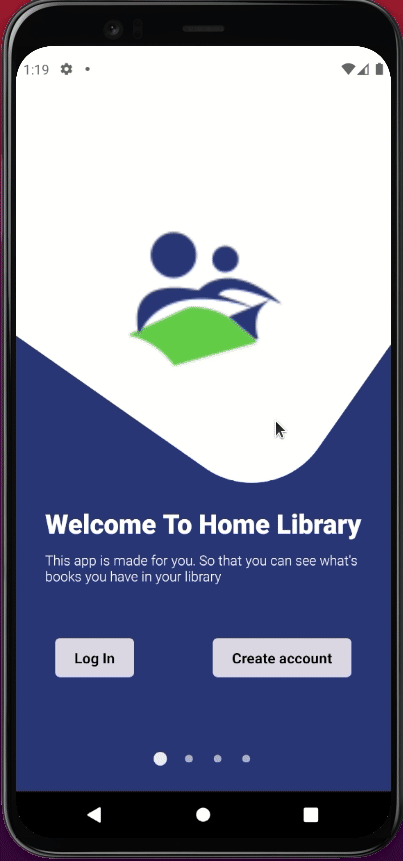 1:19
Welcome To Home Library
This app is made for you. So that you can see what's
books you have in your library
Log In
Create account